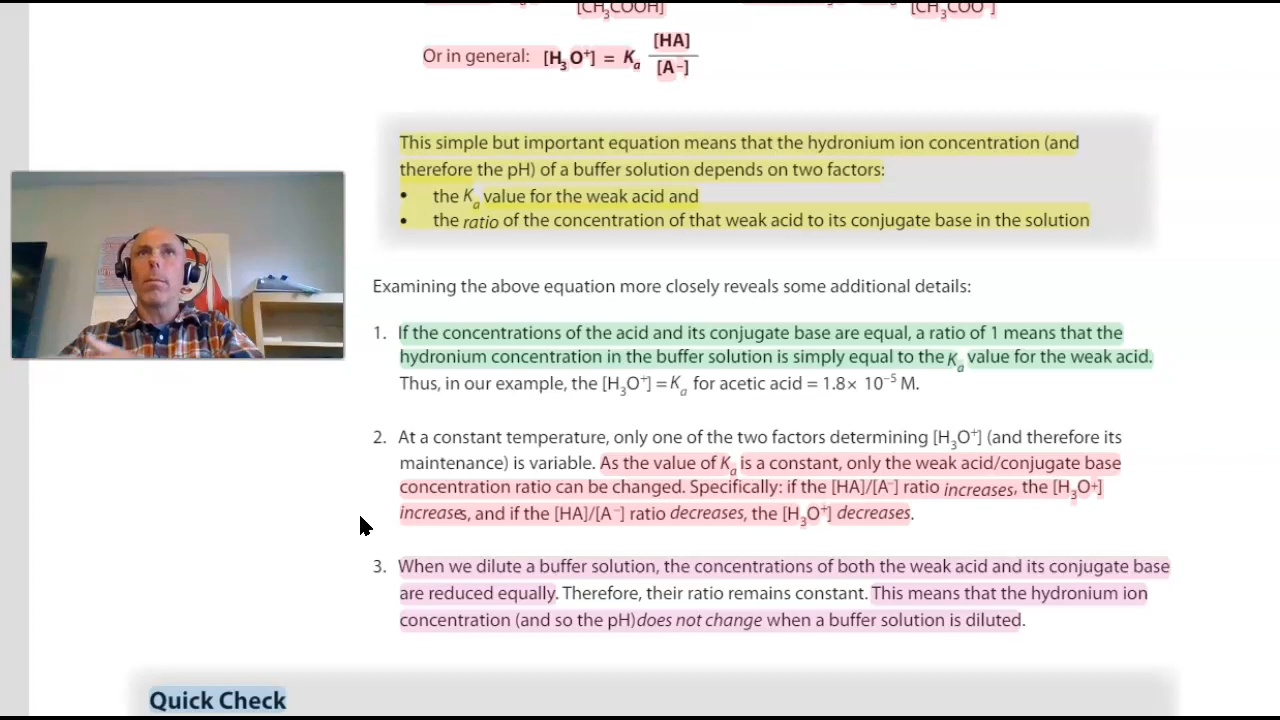 [CH₃COOH] [CH₃COO⁻]
Or in general: [H₃O⁺] = Kₐ [HA]
[A⁻]
This simple but important equation means that the hydronium ion concentration (and
therefore the pH) of a buffer solution depends on two factors:
• the Kₐ value for the weak acid and
• the ratio of the concentration of that weak acid to its conjugate base in the solution
Examining the above equation more closely reveals some additional details:
1. If the concentrations of the acid and its conjugate base are equal, a ratio of 1 means that the
hydronium concentration in the buffer solution is simply equal to the Kₐ value for the weak acid.
Thus, in our example, the [H₃O⁺] = Kₐ for acetic acid = 1.8× 10⁻⁵ M.
2. At a constant temperature, only one of the two factors determining [H₃O⁺] (and therefore its
maintenance) is variable. As the value of Kₐ is a constant, only the weak acid/conjugate base
concentration ratio can be changed. Specifically: if the [HA]/[A⁻] ratio increases, the [H₃O⁺]
increases, and if the [HA]/[A⁻] ratio decreases, the [H₃O⁺] decreases.
3. When we dilute a buffer solution, the concentrations of both the weak acid and its conjugate base
are reduced equally. Therefore, their ratio remains constant. This means that the hydronium ion
concentration (and so the pH) does not change when a buffer solution is diluted.
Quick Check